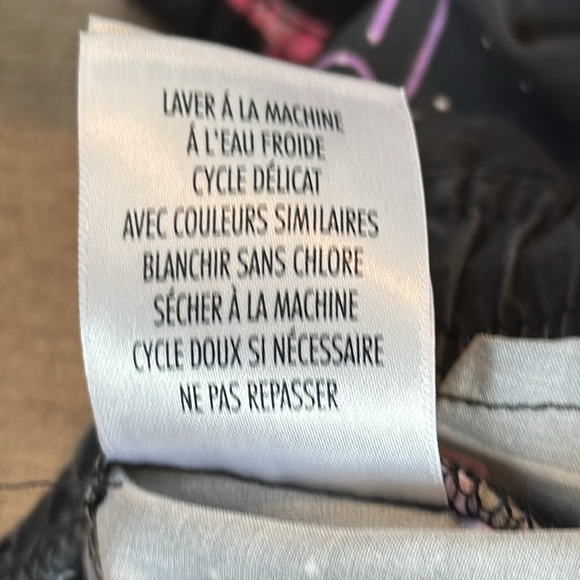 LAVER Á LA MACHINE
Á L'EAU FROIDE
CYCLE DÉLICAT
AVEC COULEURS SIMILAIRES
BLANCHIR SANS CHLORE
SÉCHER À LA MACHINE
CYCLE DOUX SI NÉCESSAIRE
NE PAS REPASSER